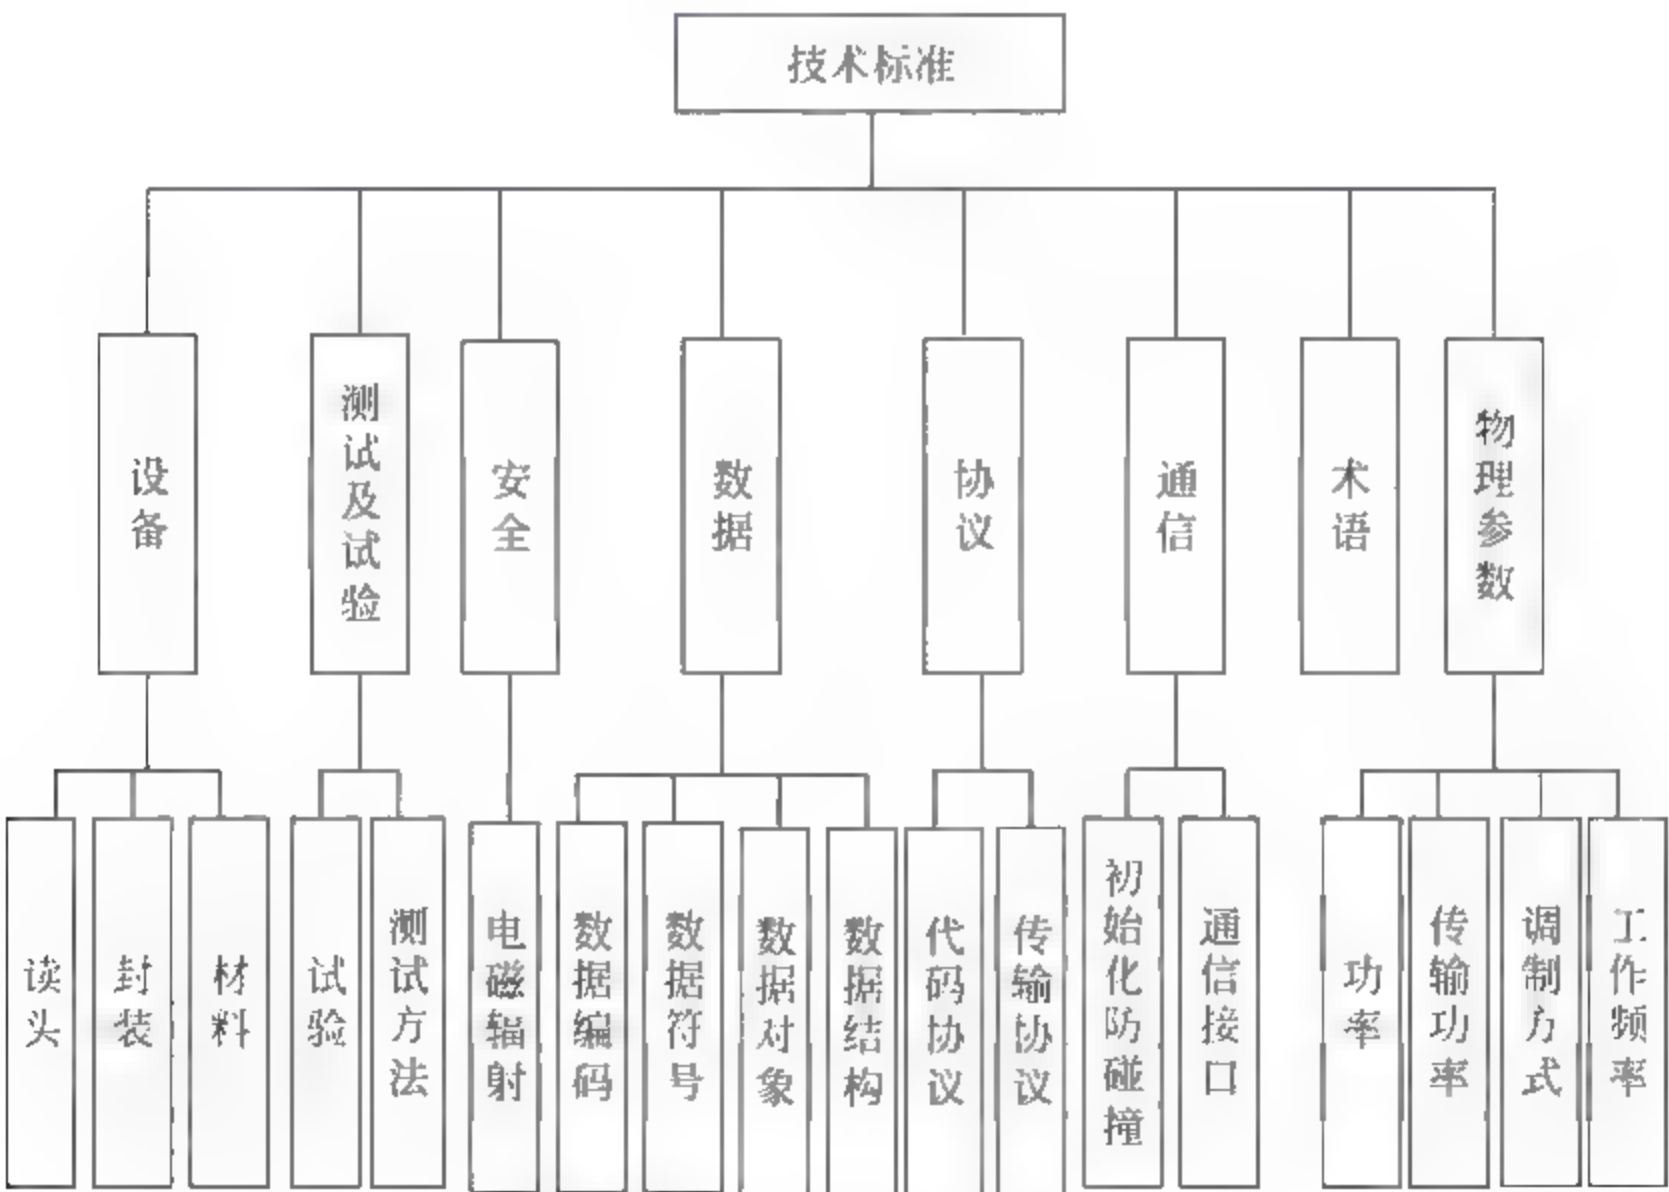 技术标准
设备
测试及试验
安全
数据
协议
通信
术语
物理参数
读头
封装
材料
试验
测试方法
电磁辐射
数据编码
数据符号
数据对象
数据结构
代码协议
传输协议
初始化防碰撞
通信接口
功率
传输功率
调制方式
工作频率